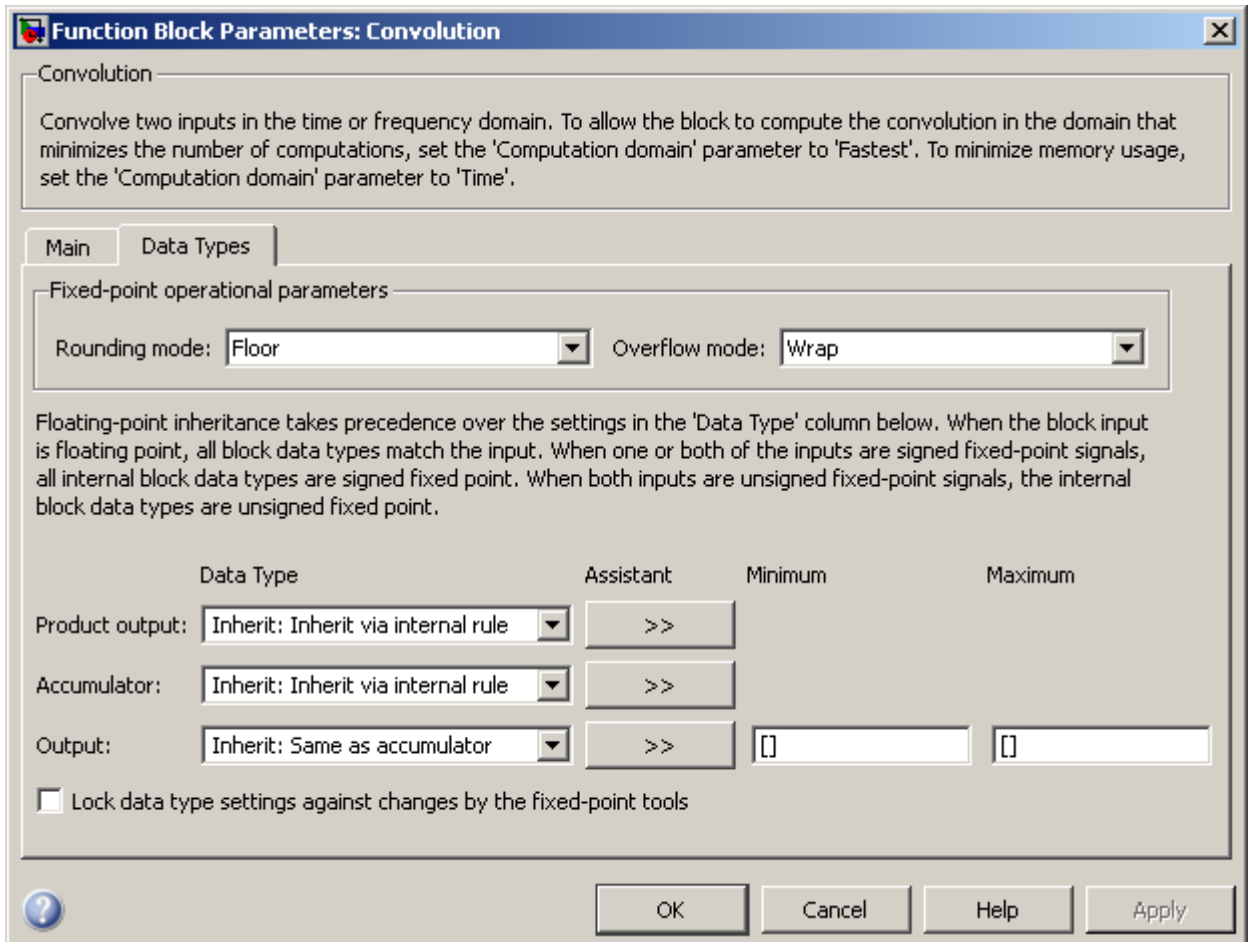 Function Block Parameters: Convolution
Convolution
Convolve two inputs in the time or frequency domain. To allow the block to compute the convolution in the domain that
minimizes the number of computations, set the 'Computation domain' parameter to 'Fastest'. To minimize memory usage,
set the 'Computation domain' parameter to 'Time'.
Main Data Types
Fixed-point operational parameters
Rounding mode: Floor Overflow mode: Wrap
Floating-point inheritance takes precedence over the settings in the 'Data Type' column below. When the block input
is floating point, all block data types match the input. When one or both of the inputs are signed fixed-point signals,
all internal block data types are signed fixed point. When both inputs are unsigned fixed-point signals, the internal
block data types are unsigned fixed point.
Data Type Assistant Minimum Maximum
Product output: Inherit: Inherit via internal rule >>
Accumulator: Inherit: Inherit via internal rule >>
Output: Inherit: Same as accumulator >> [] []
Lock data type settings against changes by the fixed-point tools
? OK Cancel Help Apply